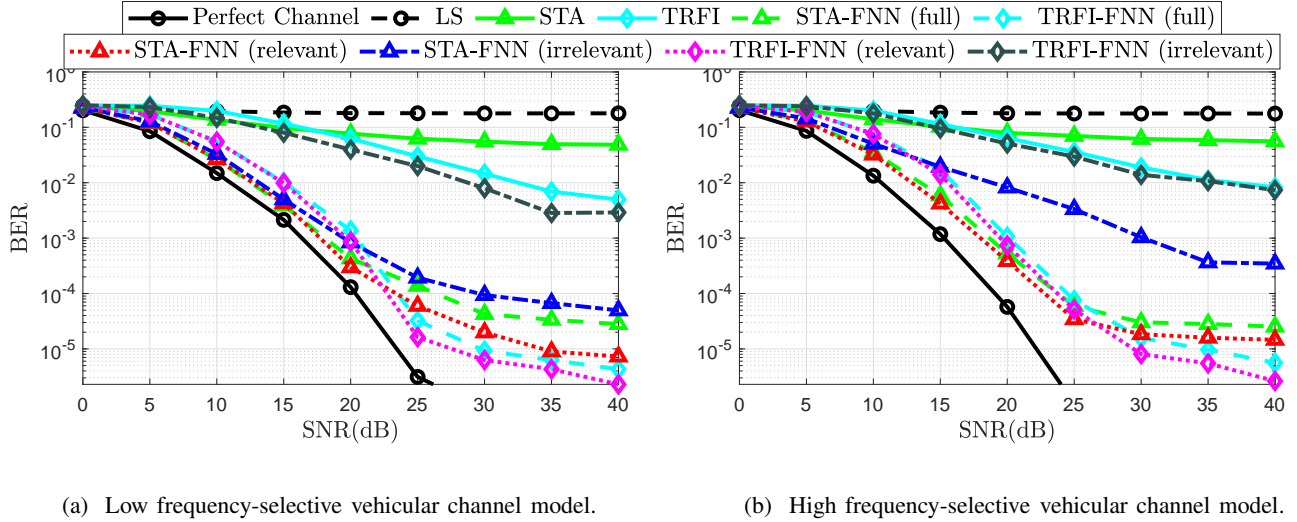 Perfect Channel LS STA TRFI STA-FNN (full) TRFI-FNN (full)
STA-FNN (relevant) STA-FNN (irrelevant) TRFI-FNN (relevant) TRFI-FNN (irrelevant)
10^0
10^-1
10^-2
10^-3
10^-4
10^-5
BER
0 5 10 15 20 25 30 35 40
SNR(dB)
10^0
10^-1
10^-2
10^-3
10^-4
10^-5
BER
0 5 10 15 20 25 30 35 40
SNR(dB)
(a) Low frequency-selective vehicular channel model.
(b) High frequency-selective vehicular channel model.